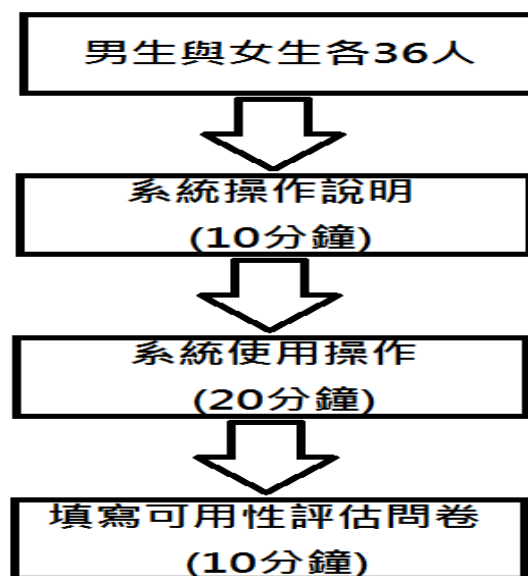 男生與女生各36人
系統操作說明
(10分鐘)
系統使用操作
(20分鐘)
填寫可用性評估問卷
(10分鐘)